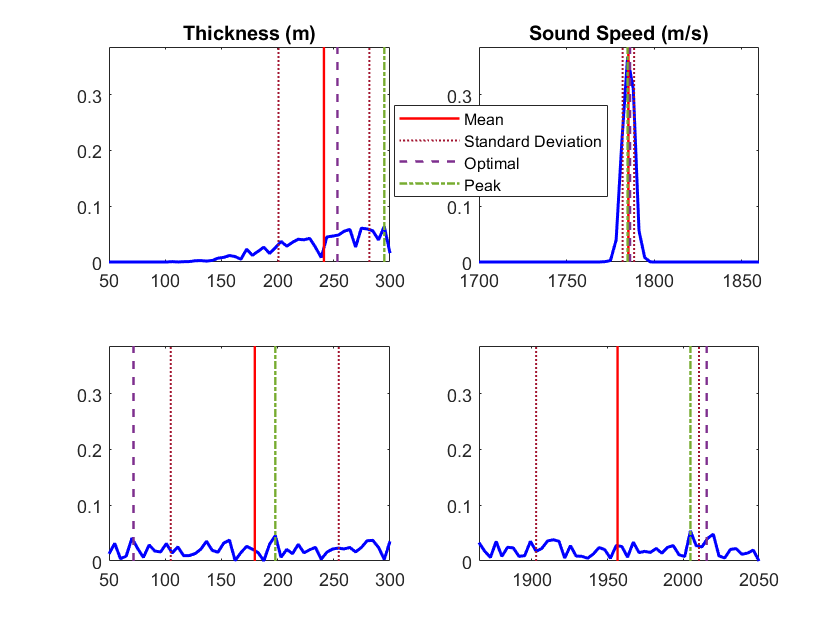 Thickness (m)
Sound Speed (m/s)
0.3
0.2
0.1
0
50 100 150 200 250 300
0.3
0.2
0.1
0
1700 1750 1800 1850
Mean
Standard Deviation
Optimal
Peak
0.3
0.2
0.1
0
50 100 150 200 250 300
0.3
0.2
0.1
0
1900 1950 2000 2050